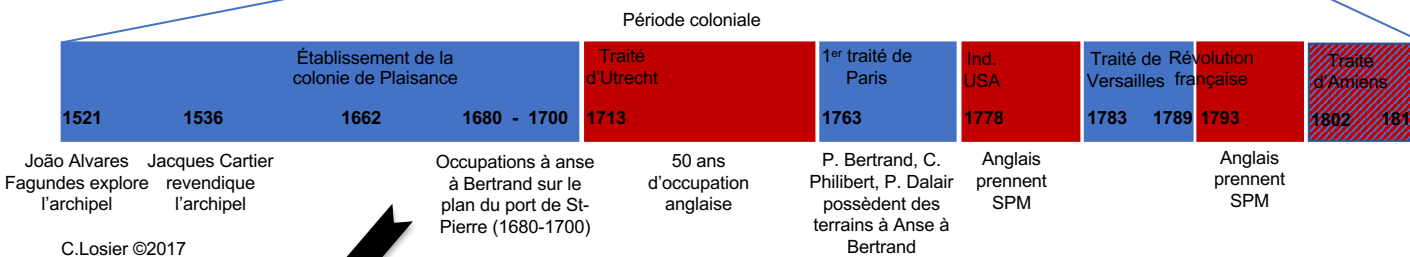 Période coloniale
Établissement de la
colonie de Plaisance
Traité
d'Utrecht
1er traité de
Paris
Ind.
USA
Traité de
Versailles
Révolution
française
Traité
d'Amiens
1521 1536 1662 1680 - 1700 1713 1763 1778 1783 1789 1793 1802
João Alvares
Fagundes explore
l'archipel
Jacques Cartier
revendique
l'archipel
Occupations à anse
à Bertrand sur le
plan du port de St-
Pierre (1680-1700)
50 ans
d'occupation
anglaise
P. Bertrand, C.
Philibert, P. Dalair
possèdent des
terrains à Anse à
Bertrand
Anglais
prennent
SPM
Anglais
prennent
SPM
C.Losier ©2017